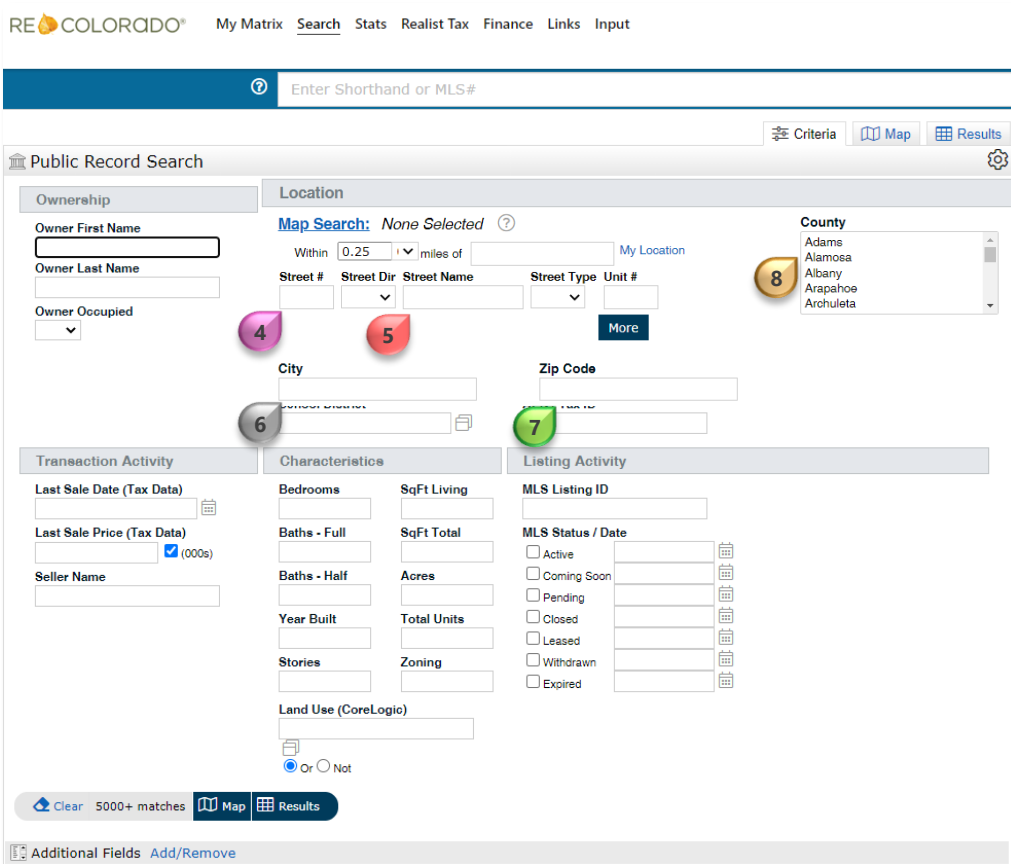 RE COLORADO®
My Matrix Search Stats Realist Tax Finance Links Input
? Enter Shorthand or MLS#
Criteria Map Results
Public Record Search
Ownership
Owner First Name
Owner Last Name
Owner Occupied
Location
Map Search: None Selected ?
Within 0.25 miles of My Location
Street # Street Dir Street Name Street Type Unit #
4 5
More
County
Adams
Alamosa
Albany
Arapahoe
Archuleta
8
City Zip Code
School District Tax ID
6 7
Transaction Activity
Last Sale Date (Tax Data)
Last Sale Price (Tax Data)
(000s)
Seller Name
Characteristics
Bedrooms SqFt Living
Baths - Full SqFt Total
Baths - Half Acres
Year Built Total Units
Stories Zoning
Land Use (CoreLogic)
Or Not
Listing Activity
MLS Listing ID
MLS Status / Date
Active
Coming Soon
Pending
Closed
Leased
Withdrawn
Expired
Clear 5000+ matches Map Results
Additional Fields Add/Remove